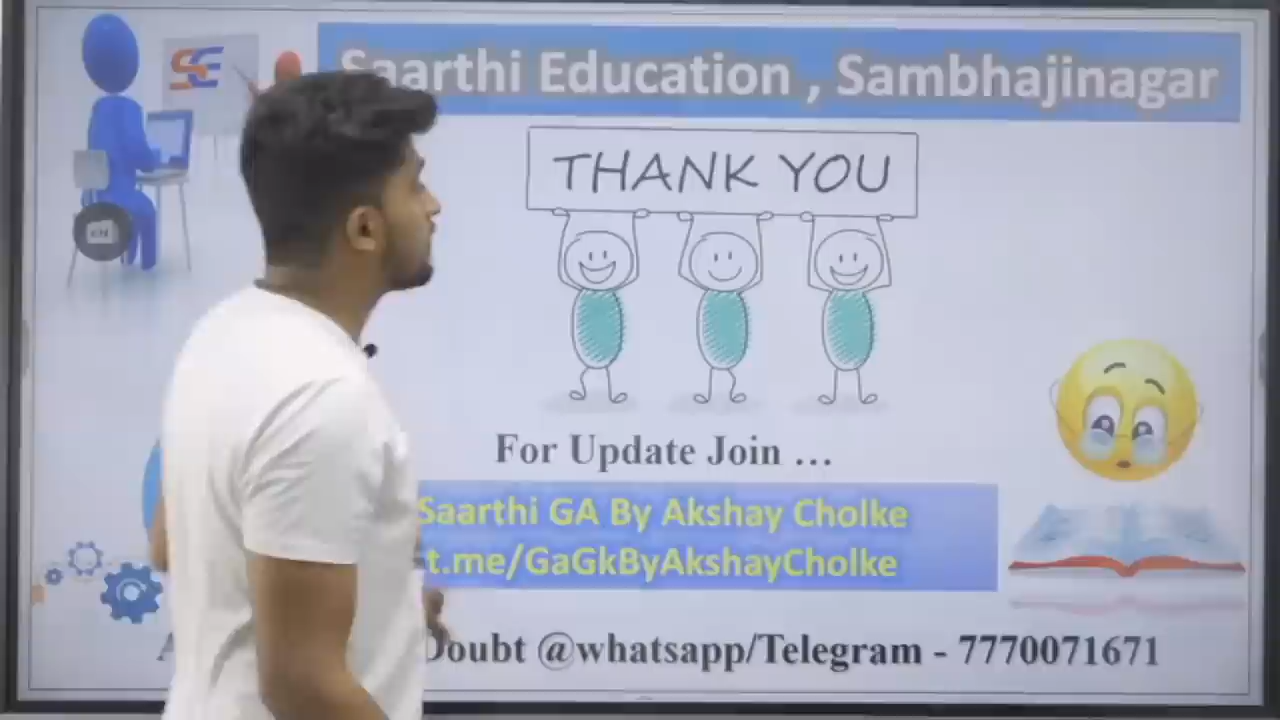 SE
Saarthi Education , Sambhajinagar
THANK YOU
For Update Join ...
Saarthi GA By Akshay Cholke
t.me/GaGkByAkshayCholke
Doubt @whatsapp/Telegram - 7770071671